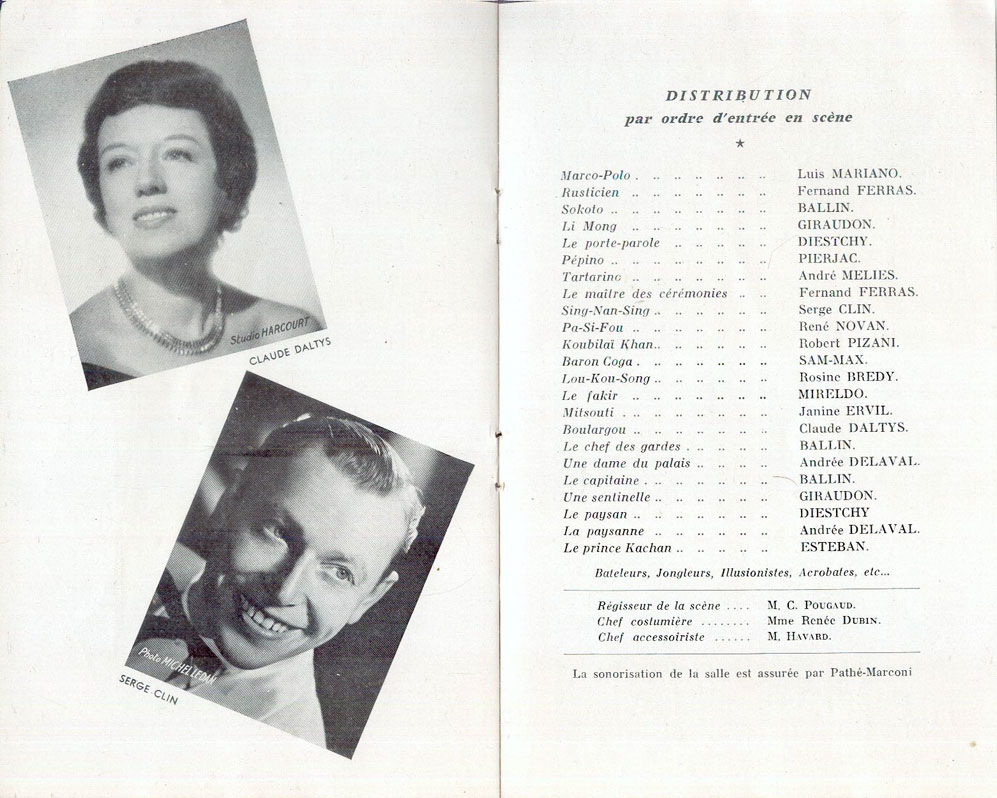 Studio HARCOURT
CLAUDE DALTYS
Photo MICHELLEDMI
SERGE CLIN
DISTRIBUTION
par ordre d'entrée en scène
★
Marco-Polo . .. .. .. .. .. .. Luis MARIANO.
Rusticien .. .. .. .. .. .. .. Fernand FERRAS.
Sokoto .. .. .. .. .. .. .. .. BALLIN.
Li Mong .. .. .. .. .. .. .. GIRAUDON.
Le porte-parole .. .. .. .. .. DIESTCHY.
Pépino .. .. .. .. .. .. .. .. PIERJAC.
Tartarino .. .. .. .. .. .. .. André MELIES.
Le maître des cérémonies .. .. Fernand FERRAS.
Sing-Nan-Sing .. .. .. .. .. .. Serge CLIN.
Pa-Si-Fou .. .. .. .. .. .. .. René NOVAN.
Koubilaï Khan.. .. .. .. .. .. Robert PIZANI.
Baron Coga . .. .. .. .. .. .. SAM-MAX.
Lou-Kou-Song .. .. .. .. .. .. Rosine BREDY.
Le fakir .. .. .. .. .. .. .. MIRELDO.
Mitsouti . .. .. .. .. .. .. .. Janine ERVIL.
Boulargou .. .. .. .. .. .. .. Claude DALTYS.
Le chef des gardes . .. .. .. .. BALLIN.
Une dame du palais .. .. .. .. .. Andrée DELAVAL.
Le capitaine . .. .. .. .. .. .. BALLIN.
Une sentinelle .. .. .. .. .. .. GIRAUDON.
Le paysan .. .. .. .. .. .. .. DIESTCHY
La paysanne .. .. .. .. .. .. Andrée DELAVAL.
Le prince Kachan .. .. .. .. .. ESTEBAN.
Bateleurs, Jongleurs, Illusionistes, Acrobates, etc...
Régisseur de la scène .... M. C. POUGAUD.
Chef costumière ........ Mme Renée DUBIN.
Chef accessoiriste ...... M. HAVARD.
La sonorisation de la salle est assurée par Pathé-Marconi